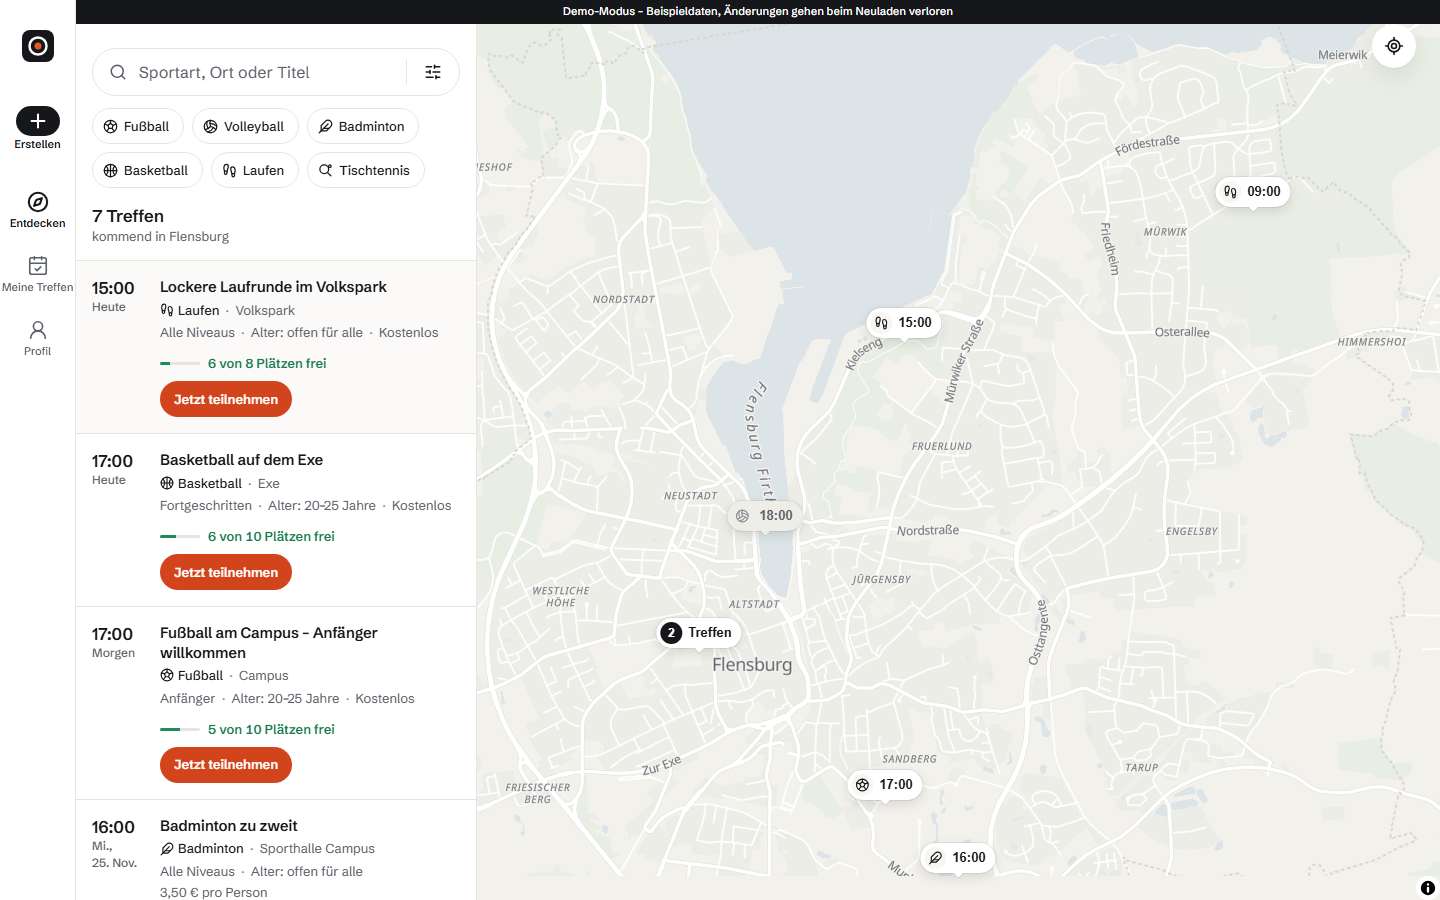 Demo-Modus – Beispieldaten, Änderungen gehen beim Neuladen verloren
Erstellen
Entdecken
Meine Treffen
Profil
Sportart, Ort oder Titel
Fußball
Volleyball
Badminton
Basketball
Laufen
Tischtennis
7 Treffen
kommend in Flensburg
15:00
Heute
Lockere Laufrunde im Volkspark
Laufen · Volkspark
Alle Niveaus · Alter: offen für alle · Kostenlos
6 von 8 Plätzen frei
Jetzt teilnehmen
17:00
Heute
Basketball auf dem Exe
Basketball · Exe
Fortgeschritten · Alter: 20-25 Jahre · Kostenlos
6 von 10 Plätzen frei
Jetzt teilnehmen
17:00
Morgen
Fußball am Campus – Anfänger
willkommen
Fußball · Campus
Anfänger · Alter: 20-25 Jahre · Kostenlos
5 von 10 Plätzen frei
Jetzt teilnehmen
16:00
Mi.,
25. Nov.
Badminton zu zweit
Badminton · Sporthalle Campus
Alle Niveaus · Alter: offen für alle
3,50 € pro Person
Meierwik
Fördestraße
ESHOF
09:00
Friedheim
MÜRWIK
NORDSTADT
15:00
Kielseng
Mürwiker Straße
Osterallee
HIMMERSHOI
Flensburg Firth
FRUERLUND
NEUSTADT
18:00
Nordstraße
ENGELSBY
JÜRGENSBY
WESTLICHE
HÖHE
ALTSTADT
Osttangente
2 Treffen
Flensburg
Zur Exe
SANDBERG
TARUP
17:00
FRIESISCHER
BERG
16:00